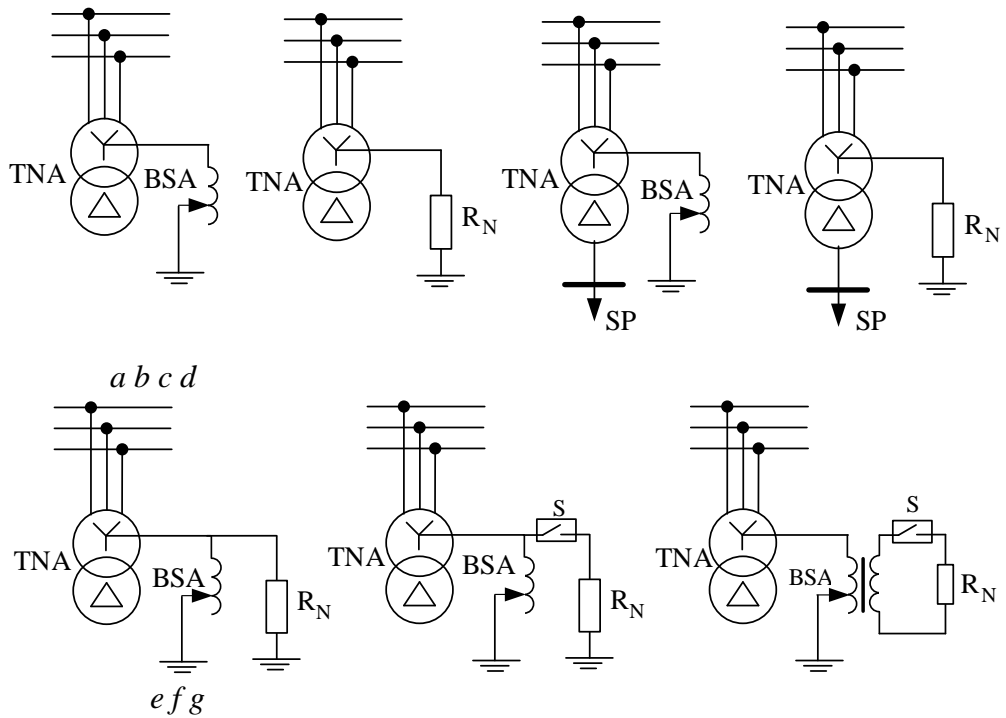 TNA BSA
TNA R_N
TNA BSA
SP
TNA R_N
SP
a b c d
TNA BSA R_N
TNA BSA S R_N
TNA BSA S R_N
e f g